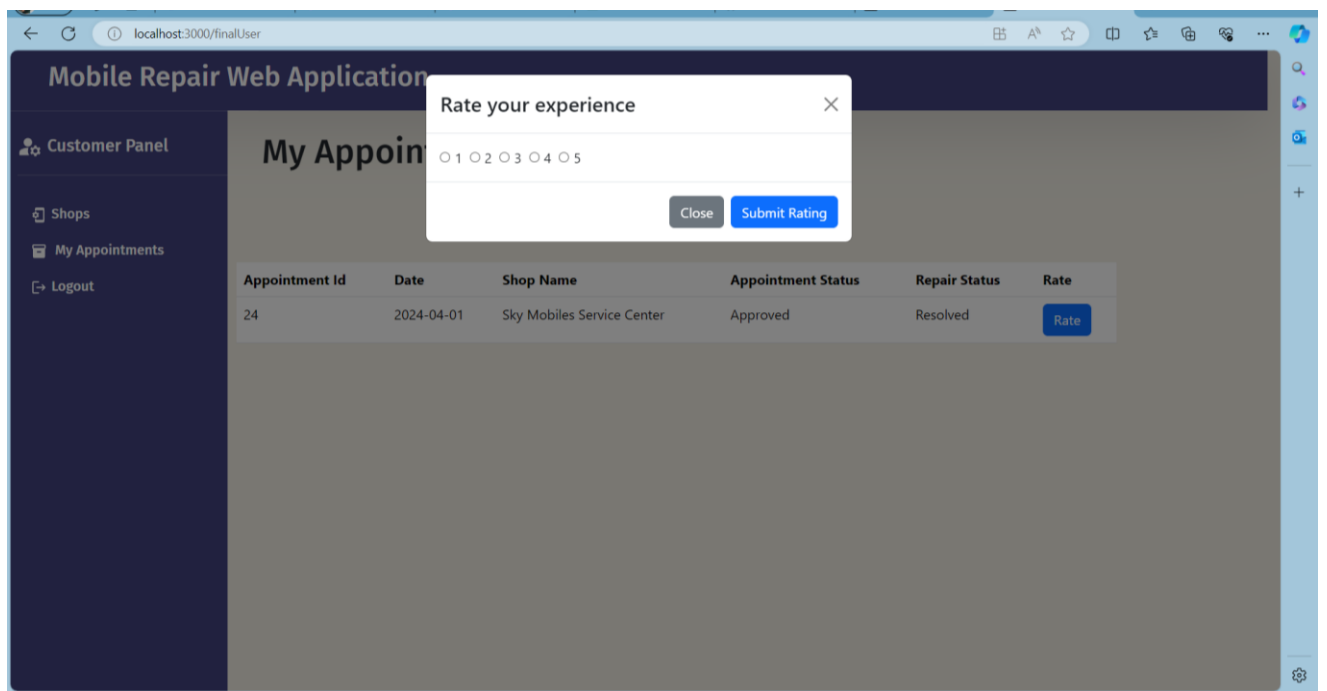 localhost:3000/finalUser
Mobile Repair Web Application
Rate your experience
1 2 3 4 5
Close Submit Rating
Customer Panel
Shops
My Appointments
Logout
My Appoin
Appointment Id Date Shop Name Appointment Status Repair Status Rate
24 2024-04-01 Sky Mobiles Service Center Approved Resolved Rate